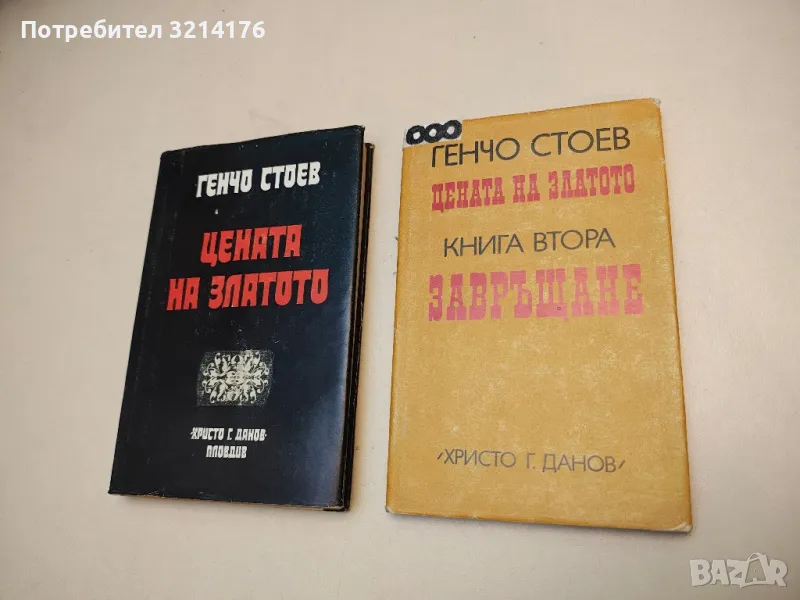 Потребител 3214176
ГЕНЧО СТОЕВ
ЦЕНАТА
НА ЗЛАТОТО
"ХРИСТО Г. ДАНОВ"
ПЛОВДИВ
ГЕНЧО СТОЕВ
ЦЕНАТА НА ЗЛАТОТО
КНИГА ВТОРА
ЗАВРЪЩАНЕ
"ХРИСТО Г. ДАНОВ"
BAZAR